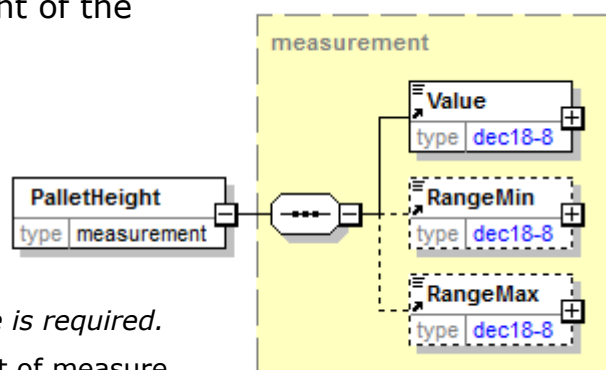 nt of the
measurement
Value
type dec18-8
PalletHeight
type measurement
RangeMin
type dec18-8
RangeMax
type dec18-8
is required.
of measure